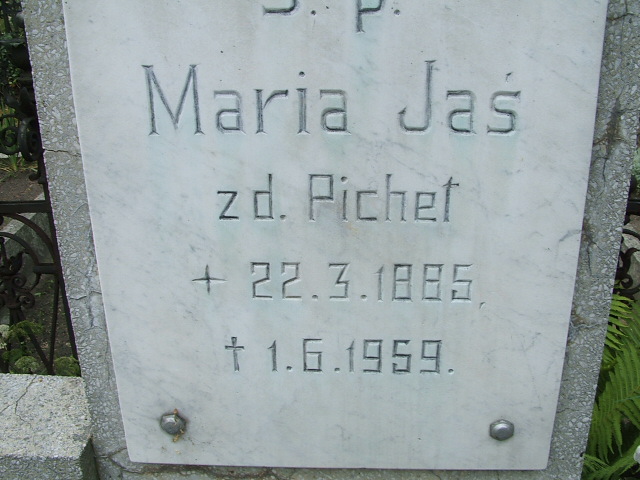 Ś. p.
Maria Jaś
zd. Pichet
+ 22.3.1885.
† 1.6.1959.